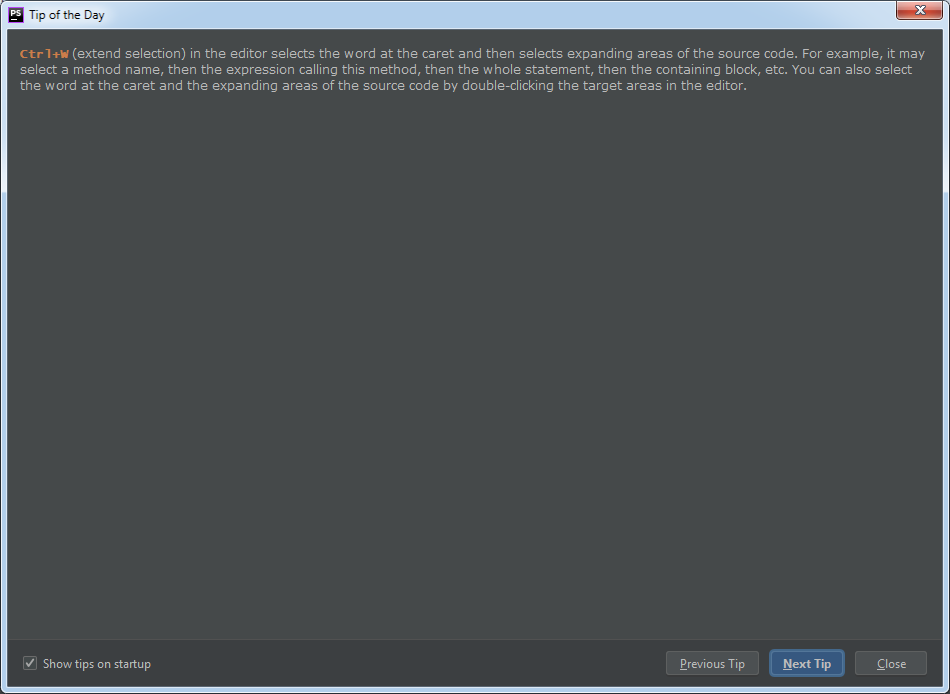 PS Tip of the Day
Ctrl+W (extend selection) in the editor selects the word at the caret and then selects expanding areas of the source code. For example, it may
select a method name, then the expression calling this method, then the whole statement, then the containing block, etc. You can also select
the word at the caret and the expanding areas of the source code by double-clicking the target areas in the editor.
Show tips on startup
Previous Tip
Next Tip
Close